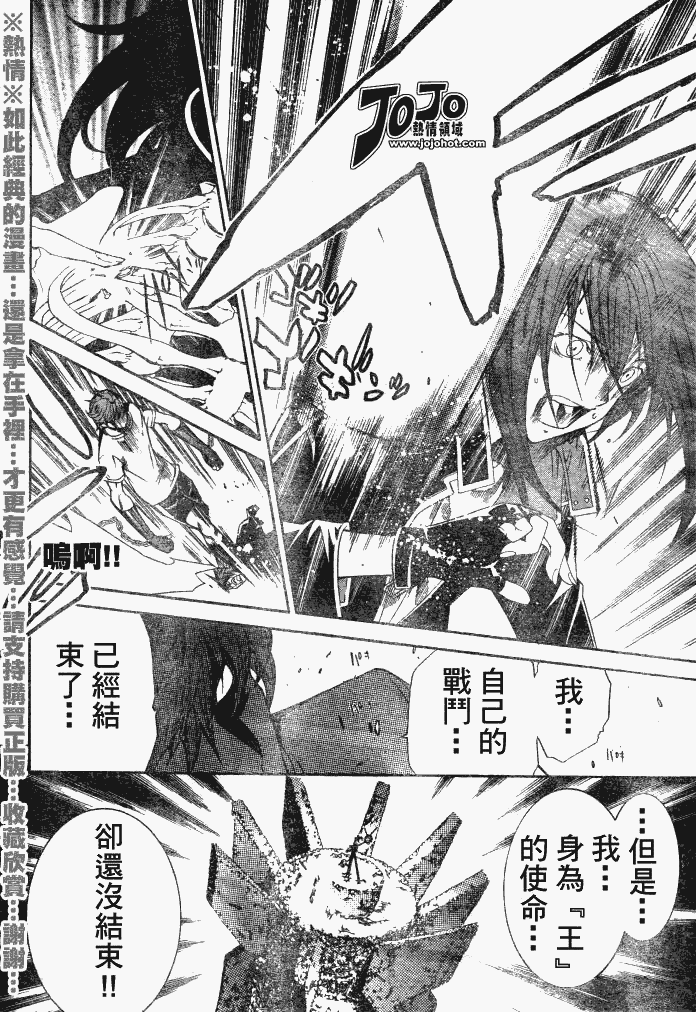 JOJO
熱情領域
www.jojohot.com
嗚啊!!
我…
自己的
戰鬥…
已經結
束了…
…但是…
我…
身為『王』
的使命…
卻還沒結束!!
※熱情※如此經典的漫畫…還是拿在手裡…才更有感覺…請支持購買正版…收藏欣賞…謝謝…